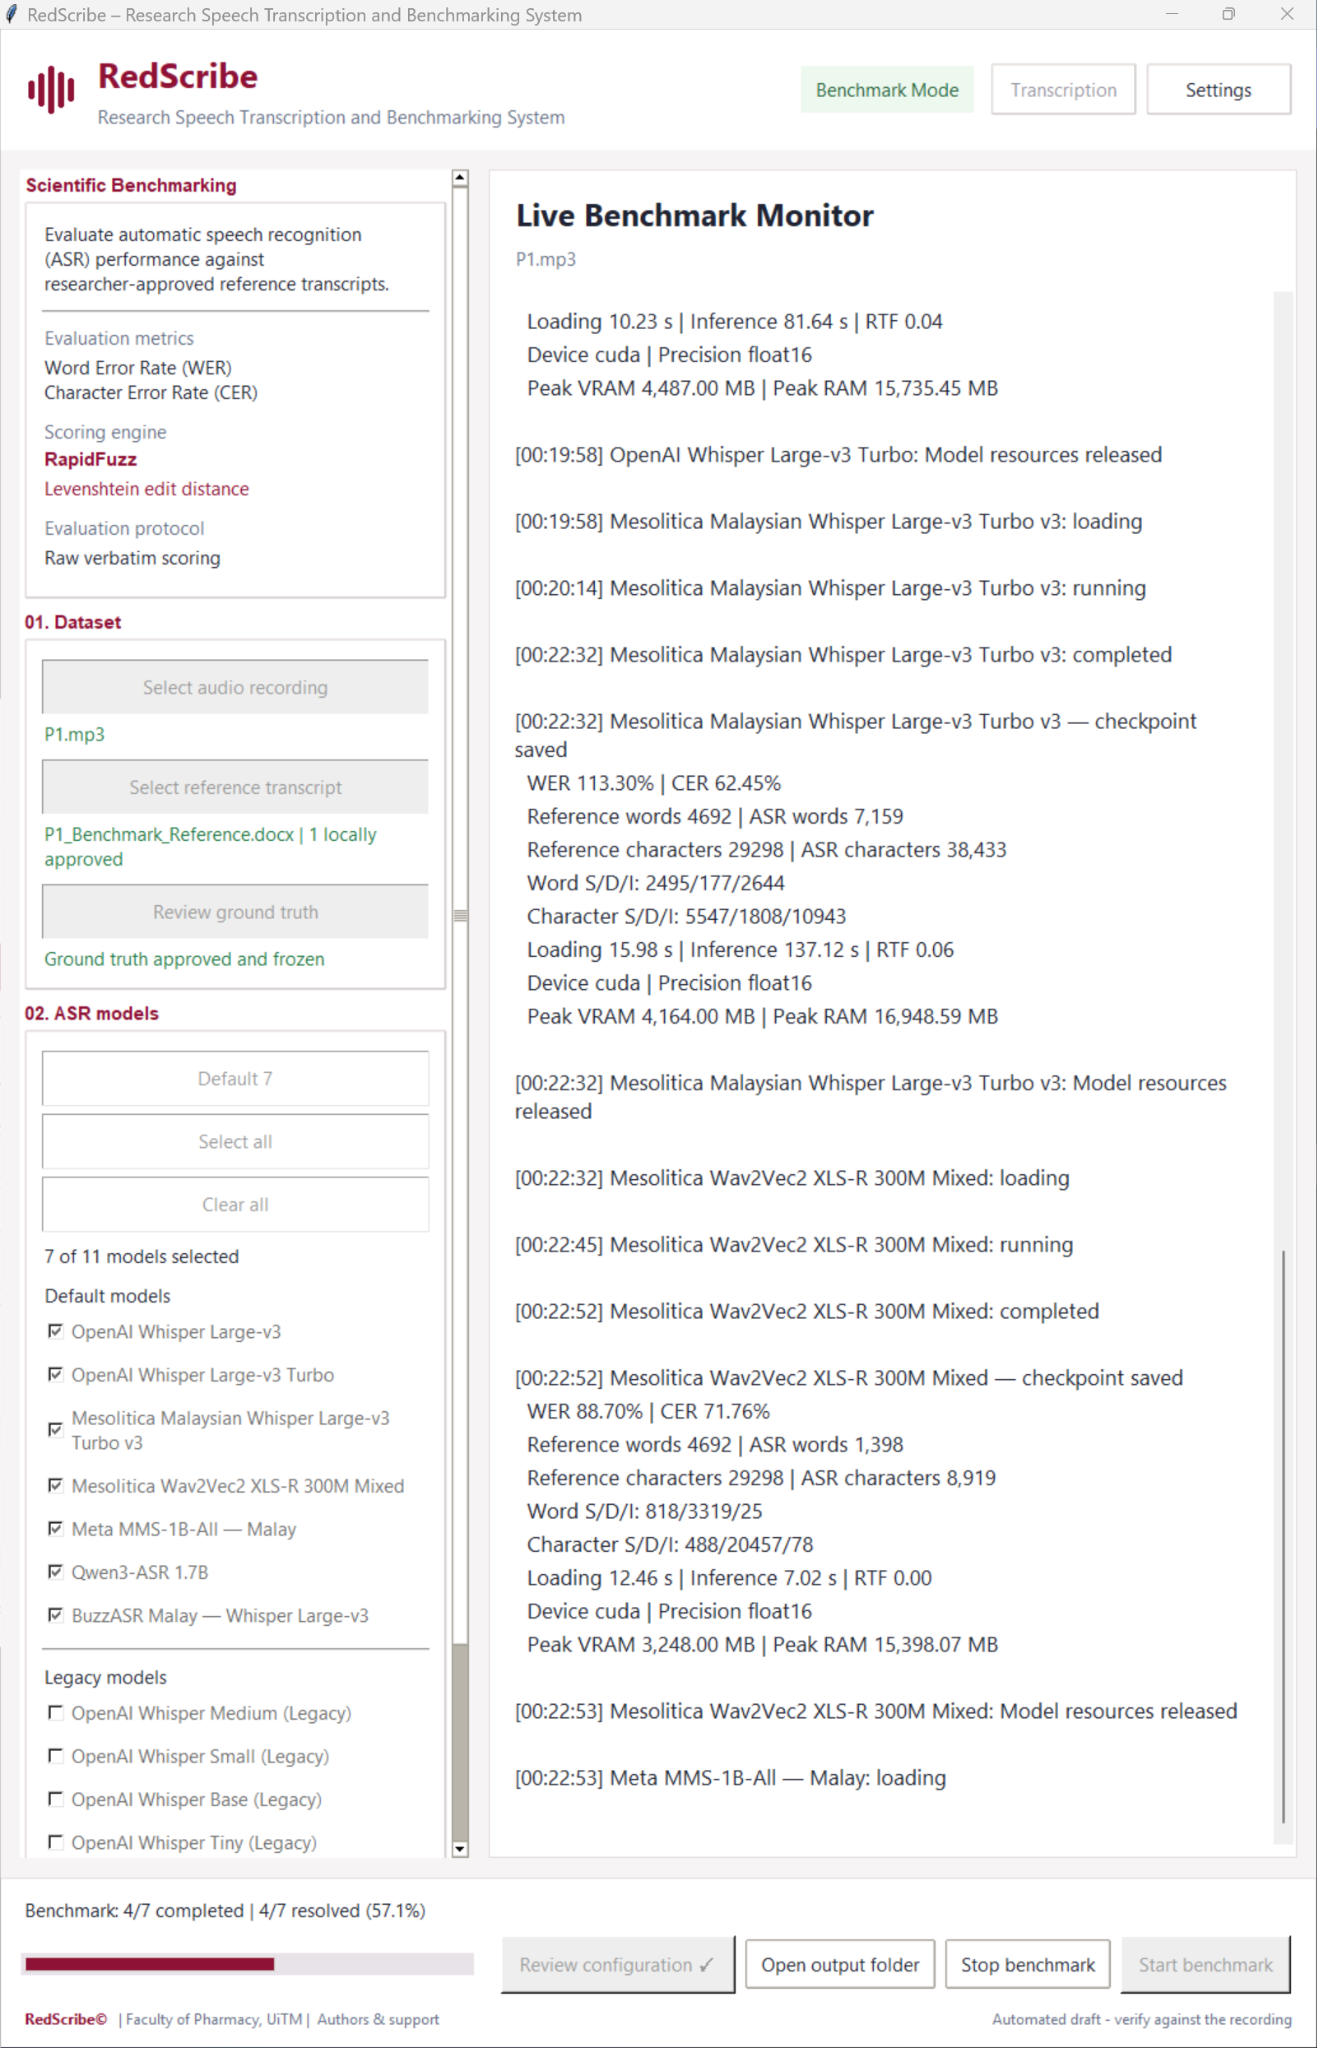 RedScribe – Research Speech Transcription and Benchmarking System
RedScribe
Research Speech Transcription and Benchmarking System
Benchmark Mode
Transcription
Settings
Scientific Benchmarking
Evaluate automatic speech recognition
(ASR) performance against
researcher-approved reference transcripts.
Evaluation metrics
Word Error Rate (WER)
Character Error Rate (CER)
Scoring engine
RapidFuzz
Levenshtein edit distance
Evaluation protocol
Raw verbatim scoring
01. Dataset
Select audio recording
P1.mp3
Select reference transcript
P1_Benchmark_Reference.docx | 1 locally
approved
Review ground truth
Ground truth approved and frozen
02. ASR models
Default 7
Select all
Clear all
7 of 11 models selected
Default models
OpenAI Whisper Large-v3
OpenAI Whisper Large-v3 Turbo
Mesolitica Malaysian Whisper Large-v3
Turbo v3
Mesolitica Wav2Vec2 XLS-R 300M Mixed
Meta MMS-1B-All — Malay
Qwen3-ASR 1.7B
BuzzASR Malay — Whisper Large-v3
Legacy models
OpenAI Whisper Medium (Legacy)
OpenAI Whisper Small (Legacy)
OpenAI Whisper Base (Legacy)
OpenAI Whisper Tiny (Legacy)
Live Benchmark Monitor
P1.mp3
Loading 10.23 s | Inference 81.64 s | RTF 0.04
Device cuda | Precision float16
Peak VRAM 4,487.00 MB | Peak RAM 15,735.45 MB
[00:19:58] OpenAI Whisper Large-v3 Turbo: Model resources released
[00:19:58] Mesolitica Malaysian Whisper Large-v3 Turbo v3: loading
[00:20:14] Mesolitica Malaysian Whisper Large-v3 Turbo v3: running
[00:22:32] Mesolitica Malaysian Whisper Large-v3 Turbo v3: completed
[00:22:32] Mesolitica Malaysian Whisper Large-v3 Turbo v3 — checkpoint
saved
WER 113.30% | CER 62.45%
Reference words 4692 | ASR words 7,159
Reference characters 29298 | ASR characters 38,433
Word S/D/I: 2495/177/2644
Character S/D/I: 5547/1808/10943
Loading 15.98 s | Inference 137.12 s | RTF 0.06
Device cuda | Precision float16
Peak VRAM 4,164.00 MB | Peak RAM 16,948.59 MB
[00:22:32] Mesolitica Malaysian Whisper Large-v3 Turbo v3: Model resources
released
[00:22:32] Mesolitica Wav2Vec2 XLS-R 300M Mixed: loading
[00:22:45] Mesolitica Wav2Vec2 XLS-R 300M Mixed: running
[00:22:52] Mesolitica Wav2Vec2 XLS-R 300M Mixed: completed
[00:22:52] Mesolitica Wav2Vec2 XLS-R 300M Mixed — checkpoint saved
WER 88.70% | CER 71.76%
Reference words 4692 | ASR words 1,398
Reference characters 29298 | ASR characters 8,919
Word S/D/I: 818/3319/25
Character S/D/I: 488/20457/78
Loading 12.46 s | Inference 7.02 s | RTF 0.00
Device cuda | Precision float16
Peak VRAM 3,248.00 MB | Peak RAM 15,398.07 MB
[00:22:53] Mesolitica Wav2Vec2 XLS-R 300M Mixed: Model resources released
[00:22:53] Meta MMS-1B-All — Malay: loading
Benchmark: 4/7 completed | 4/7 resolved (57.1%)
Review configuration ✓
Open output folder
Stop benchmark
Start benchmark
RedScribe© | Faculty of Pharmacy, UiTM | Authors & support
Automated draft - verify against the recording